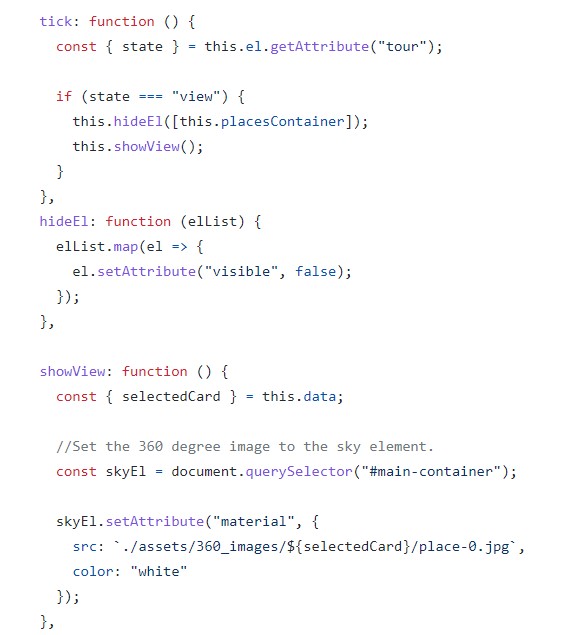 tick: function () {
const { state } = this.el.getAttribute("tour");
if (state === "view") {
this.hideEl([this.placesContainer]);
this.showView();
}
},
hideEl: function (elList) {
elList.map(el => {
el.setAttribute("visible", false);
});
},
showView: function () {
const { selectedCard } = this.data;
//Set the 360 degree image to the sky element.
const skyEl = document.querySelector("#main-container");
skyEl.setAttribute("material", {
src: `./assets/360_images/${selectedCard}/place-0.jpg`,
color: "white"
});
},